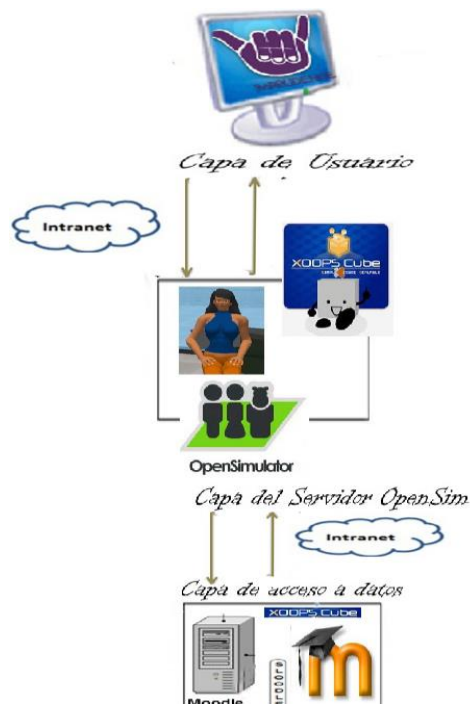 Capa de Usuario
Intranet
XOOPS Cube
OpenSimulator
Capa del Servidor OpenSim
Intranet
Capa de acceso a datos
XOOPS Cube
m
Moodle